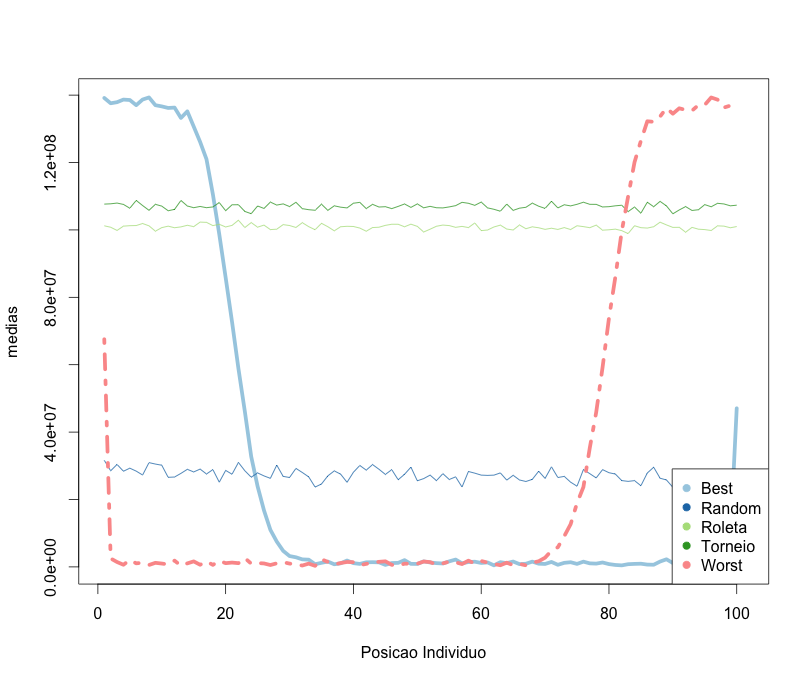 medias
0.0e+00
4.0e+07
8.0e+07
1.2e+08
Best
Random
Roleta
Torneio
Worst
0 20 40 60 80 100
Posicao Individuo